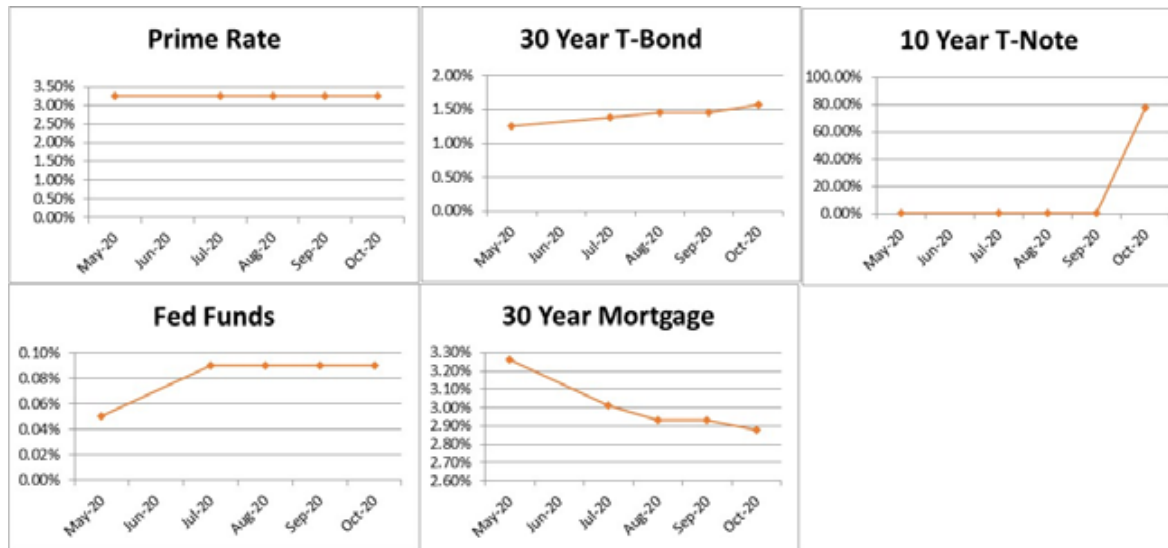 Prime Rate
3.50%
3.00%
2.50%
2.00%
1.50%
1.00%
0.50%
0.00%
May-20
Jun-20
Jul-20
Aug-20
Sep-20
Oct-20
30 Year T-Bond
2.00%
1.50%
1.00%
0.50%
0.00%
May-20
Jun-20
Jul-20
Aug-20
Sep-20
Oct-20
10 Year T-Note
100.00%
80.00%
60.00%
40.00%
20.00%
0.00%
May-20
Jun-20
Jul-20
Aug-20
Sep-20
Oct-20
Fed Funds
0.10%
0.08%
0.06%
0.04%
0.02%
0.00%
May-20
Jun-20
Jul-20
Aug-20
Sep-20
Oct-20
30 Year Mortgage
3.30%
3.20%
3.10%
3.00%
2.90%
2.80%
2.70%
2.60%
May-20
Jun-20
Jul-20
Aug-20
Sep-20
Oct-20